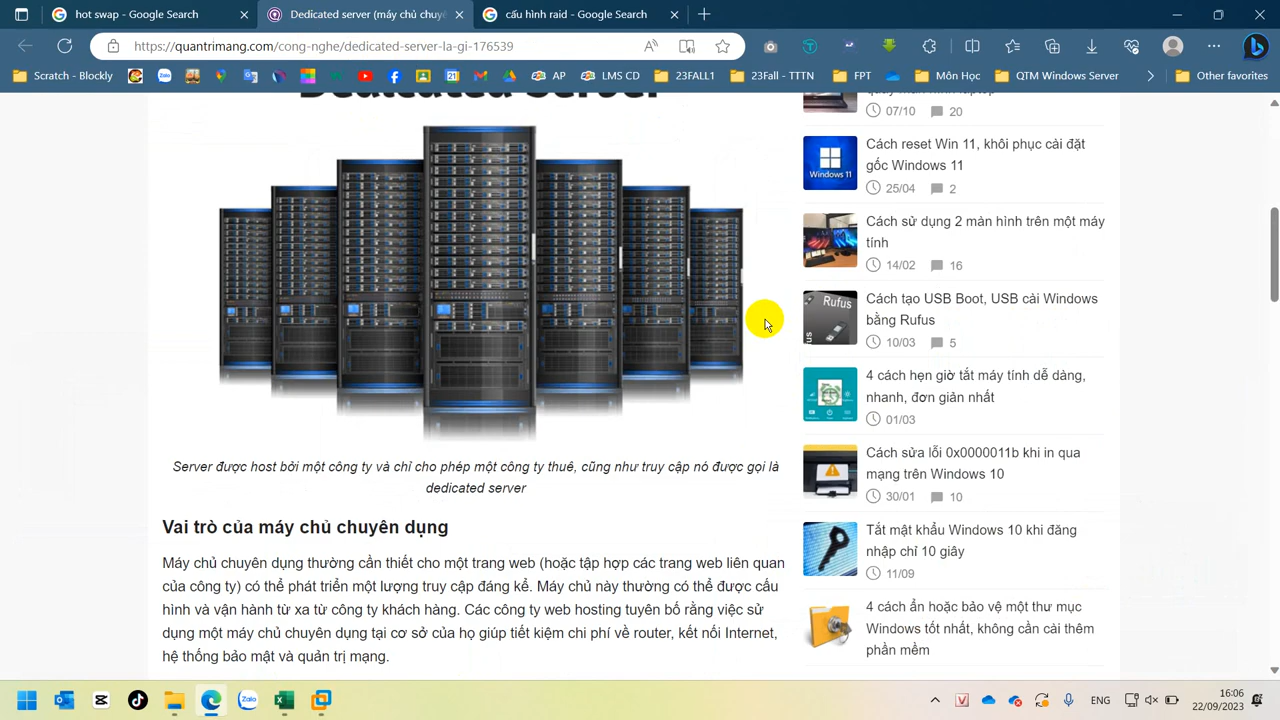 hot swap - Google Search
Dedicated server (máy chủ chuyê
cấu hình raid - Google Search
https://quantrimang.com/cong-nghe/dedicated-server-la-gi-176539
Scratch - Blockly
AP
LMS CD
23FALL1
23Fall - TTTN
FPT
Môn Học
QTM Windows Server
Other favorites
Dedicated Server
Server được host bởi một công ty và chỉ cho phép một công ty thuê, cũng như truy cập nó được gọi là
dedicated server
Vai trò của máy chủ chuyên dụng
Máy chủ chuyên dụng thường cần thiết cho một trang web (hoặc tập hợp các trang web liên quan
của công ty) có thể phát triển một lượng truy cập đáng kể. Máy chủ này thường có thể được cấu
hình và vận hành từ xa từ công ty khách hàng. Các công ty web hosting tuyên bố rằng việc sử
dụng một máy chủ chuyên dụng tại cơ sở của họ giúp tiết kiệm chi phí về router, kết nối Internet,
hệ thống bảo mật và quản trị mạng.
quay màn hình laptop
07/10 20
Windows 11
Cách reset Win 11, khôi phục cài đặt
gốc Windows 11
25/04 2
Cách sử dụng 2 màn hình trên một máy
tính
14/02 16
Rufus
Cách tạo USB Boot, USB cài Windows
bằng Rufus
10/03 5
4 cách hẹn giờ tắt máy tính dễ dàng,
nhanh, đơn giản nhất
01/03
Cách sửa lỗi 0x0000011b khi in qua
mạng trên Windows 10
30/01 10
Tắt mật khẩu Windows 10 khi đăng
nhập chỉ 10 giây
11/09
4 cách ẩn hoặc bảo vệ một thư mục
Windows tốt nhất, không cần cài thêm
phần mềm
Zalo
ENG
16:06
22/09/2023